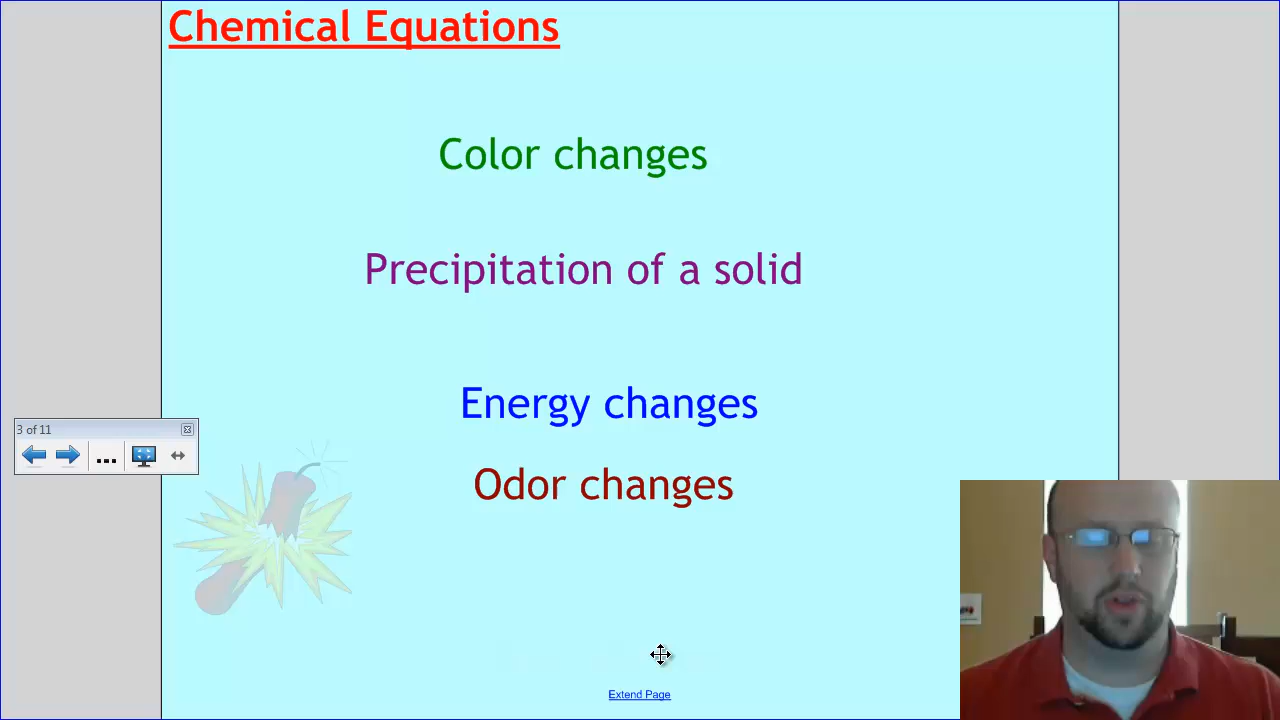 Chemical Equations
Color changes
Precipitation of a solid
Energy changes
3 of 11
...
Odor changes
Extend Page